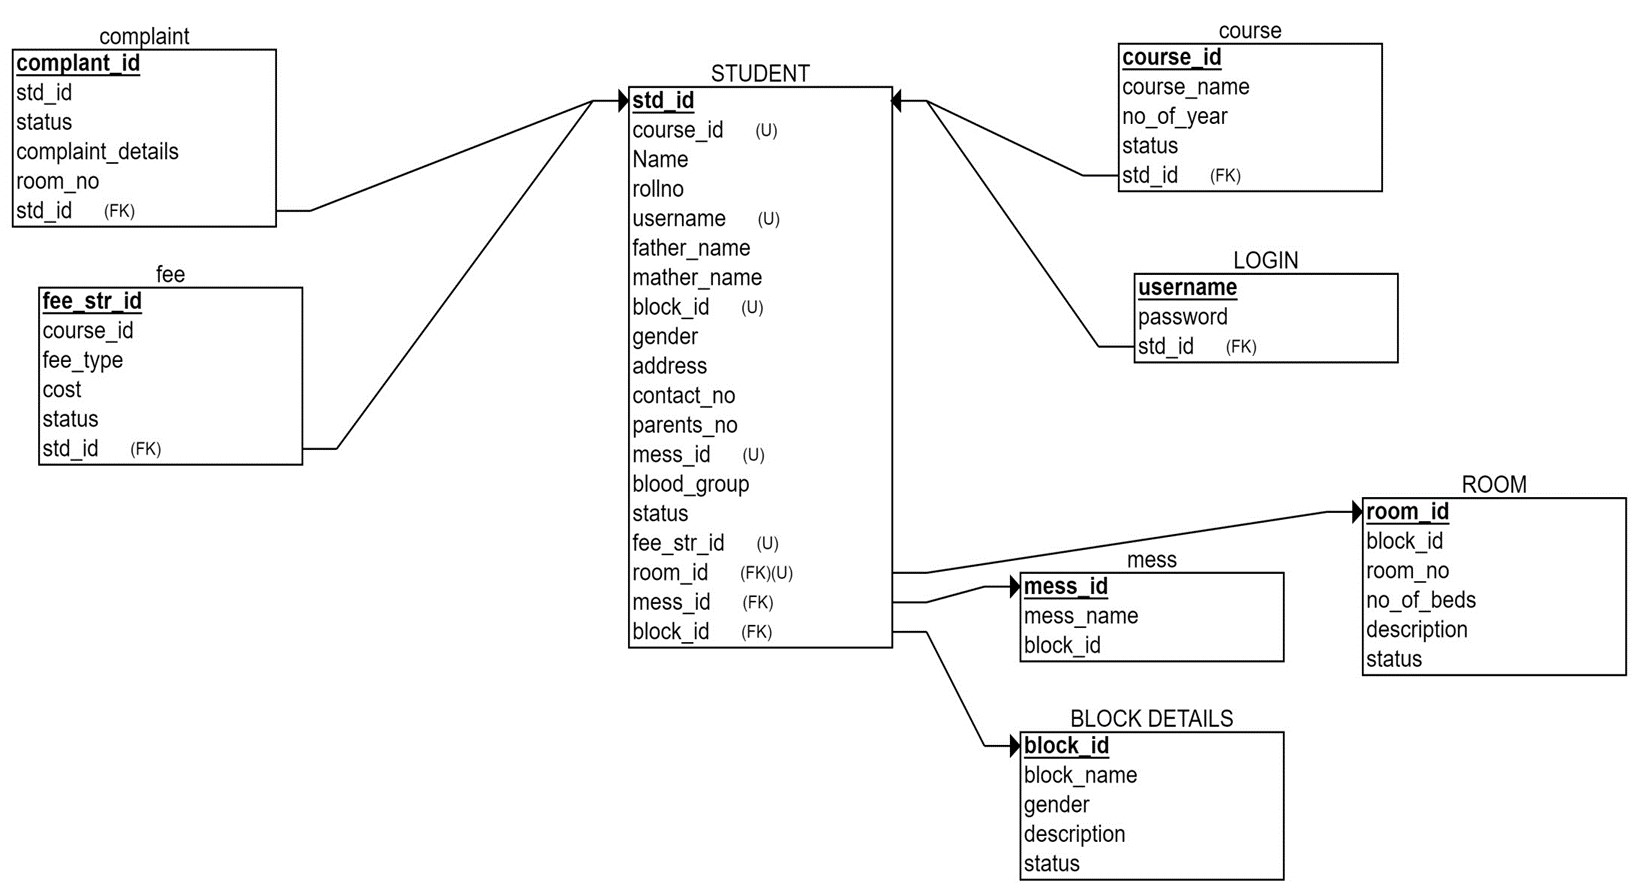 complaint
complant_id
std_id
status
complaint_details
room_no
std_id (FK)
fee
fee_str_id
course_id
fee_type
cost
status
std_id (FK)
STUDENT
std_id
course_id (U)
Name
rollno
username (U)
father_name
mather_name
block_id (U)
gender
address
contact_no
parents_no
mess_id (U)
blood_group
status
fee_str_id (U)
room_id (FK)(U)
mess_id (FK)
block_id (FK)
course
course_id
course_name
no_of_year
status
std_id (FK)
LOGIN
username
password
std_id (FK)
ROOM
room_id
block_id
room_no
no_of_beds
description
status
mess
mess_id
mess_name
block_id
BLOCK DETAILS
block_id
block_name
gender
description
status